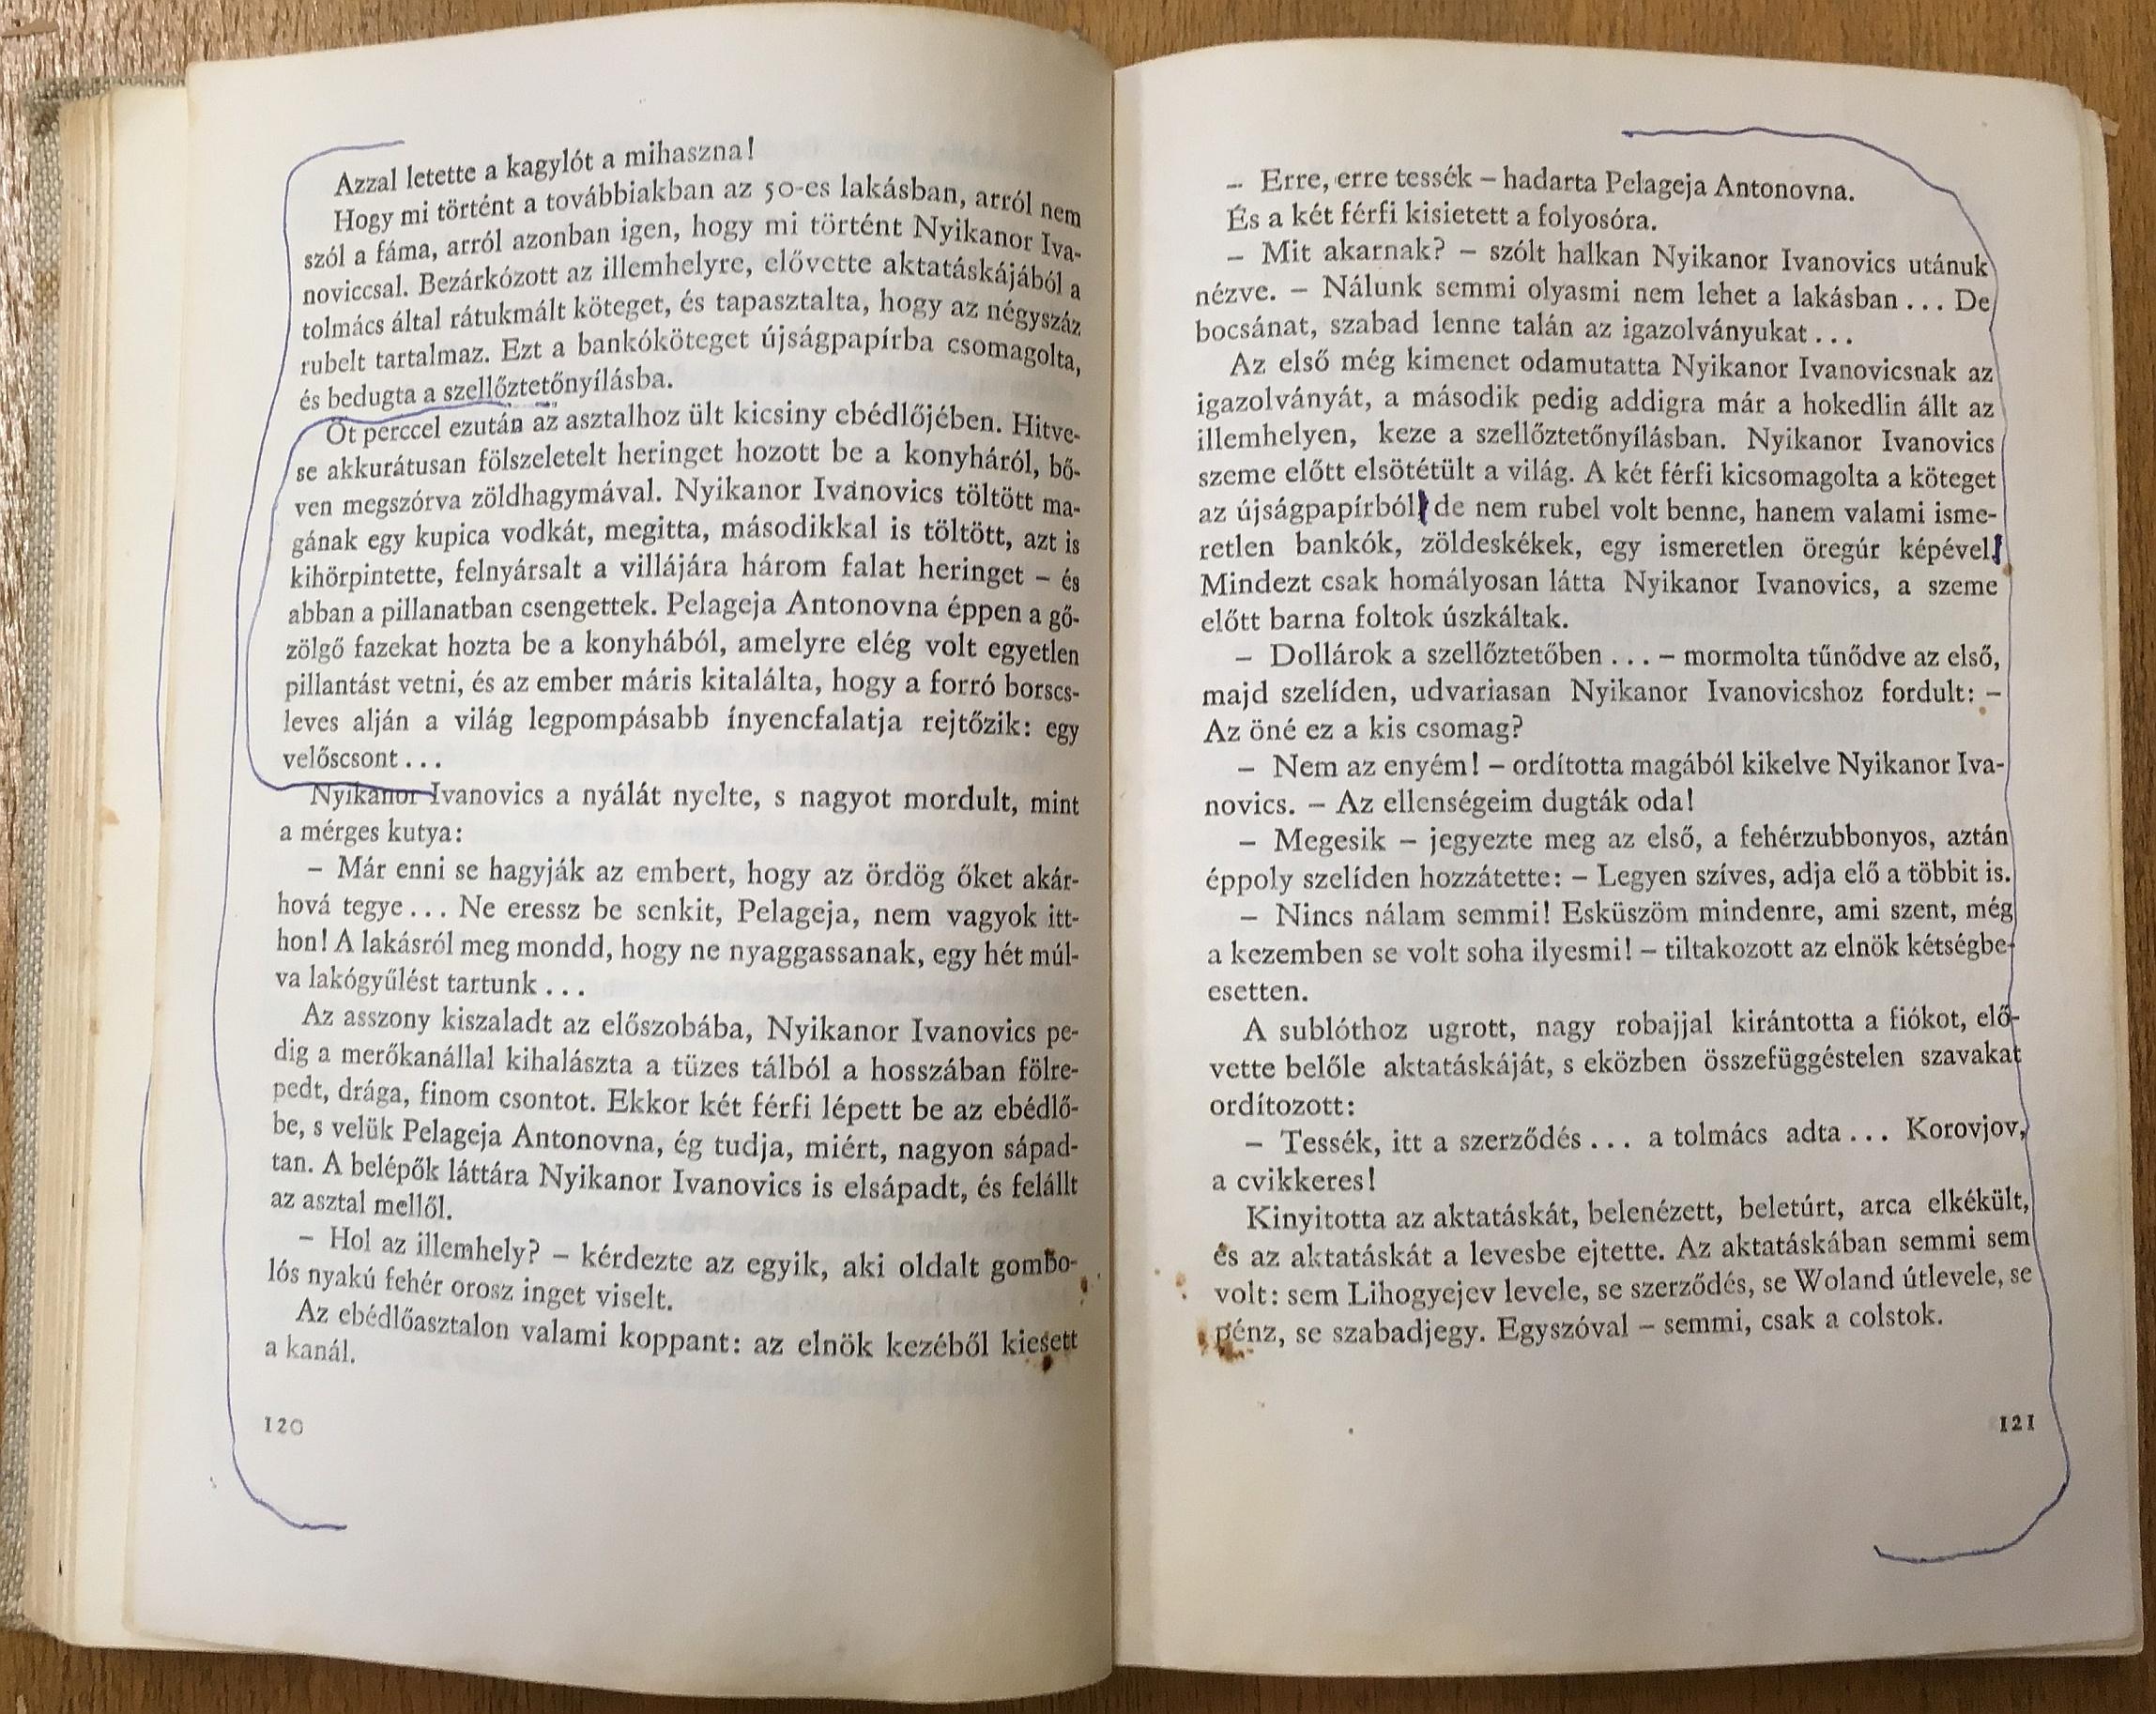 Azzal letette a kagylót a mihaszna!
Hogy mi történt a továbbiakban az 50-es lakásban, arról nem
szól a fáma, arról azonban igen, hogy mi történt Nyikanor Iva-
noviccsal. Bezárkózott az illemhelyre, elővette aktatáskájából a
tolmács által rátukmált köteget, és tapasztalta, hogy az négyszáz
rubelt tartalmaz. Ezt a bankóköteget újságpapírba csomagolta,
és bedugta a szellőztetőnyílásba.
Öt perccel ezután az asztalhoz ült kicsiny ebédlőjében. Hitve-
se akkurátusan fölszeletelt heringet hozott be a konyháról, bő-
ven megszórva zöldhagymával. Nyikanor Ivanovics töltött ma-
gának egy kupica vodkát, megitta, másodikkal is töltött, azt is
kihörpintette, felnyársalt a villájára három falat heringet – és
abban a pillanatban csengettek. Pelageja Antonovna éppen a gő-
zölgő fazekat hozta be a konyhából, amelyre elég volt egyetlen
pillantást vetni, és az ember máris kitalálta, hogy a forró borscs-
leves alján a világ legpompásabb ínyencfalatja rejtőzik: egy
velőscsont...
Nyikanor Ivanovics a nyálát nyelte, s nagyot mordult, mint
a mérges kutya:
– Már enni se hagyják az embert, hogy az ördög őket akár-
hová tegye... Ne eressz be senkit, Pelageja, nem vagyok itt-
hon! A lakásról meg mondd, hogy ne nyaggassanak, egy hét múl-
va lakógyűlést tartunk...
Az asszony kiszaladt az előszobába, Nyikanor Ivanovics pe-
dig a merőkanállal kihalászta a tüzes tálból a hosszában fölre-
pedt, drága, finom csontot. Ekkor két férfi lépett be az ebédlő-
be, s velük Pelageja Antonovna, ég tudja, miért, nagyon sápad-
tan. A belépők láttára Nyikanor Ivanovics is elsápadt, és felállt
az asztal mellől.
– Hol az illemhely? – kérdezte az egyik, aki oldalt gombo-
lós nyakú fehér orosz inget viselt.
Az ebédlőasztalon valami koppant: az elnök kezéből kiesett
a kanál.
120
– Erre, erre tessék – hadarta Pelageja Antonovna.
És a két férfi kisietett a folyosóra.
– Mit akarnak? – szólt halkan Nyikanor Ivanovics utánuk
nézve. – Nálunk semmi olyasmi nem lehet a lakásban... De
bocsánat, szabad lenne talán az igazolványukat...
Az első még kimenet odamutatta Nyikanor Ivanovicsnak az
igazolványát, a második pedig addigra már a hokedlin állt az
illemhelyen, keze a szellőztetőnyílásban. Nyikanor Ivanovics
szeme előtt elsötétült a világ. A két férfi kicsomagolta a köteget
az újságpapírból, de nem rubel volt benne, hanem valami isme-
retlen bankók, zöldeskékek, egy ismeretlen öregúr képével.
Mindezt csak homályosan látta Nyikanor Ivanovics, a szeme
előtt barna foltok úszkáltak.
– Dollárok a szellőztetőben... – mormolta tűnődve az első,
majd szelíden, udvariasan Nyikanor Ivanovicshoz fordult: –
Az öné ez a kis csomag?
– Nem az enyém! – ordította magából kikelve Nyikanor Iva-
novics. – Az ellenségeim dugták oda!
– Megesik – jegyezte meg az első, a fehérzubbonyos, aztán
éppoly szelíden hozzátette: – Legyen szíves, adja elő a többit is.
– Nincs nálam semmi! Esküszöm mindenre, ami szent, még
a kezemben se volt soha ilyesmi! – tiltakozott az elnök kétségbe-
esetten.
A sublóthoz ugrott, nagy robajjal kirántotta a fiókot, elő-
vette belőle aktatáskáját, s eközben összefüggéstelen szavakat
ordítozott:
– Tessék, itt a szerződés... a tolmács adta... Korovjov,
a cvikkeres!
Kinyitotta az aktatáskát, belenézett, beletúrt, arca elkékült,
és az aktatáskát a levesbe ejtette. Az aktatáskában semmi sem
volt: sem Lihogyejev levele, se szerződés, se Woland útlevele, se
pénz, se szabadjegy. Egyszóval – semmi, csak a colstok.
121